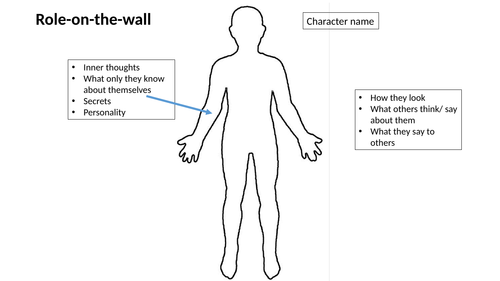 Role-on-the-wall
Character name
• Inner thoughts
• What only they know
about themselves
• Secrets
• Personality
• How they look
• What others think/ say
about them
• What they say to
others